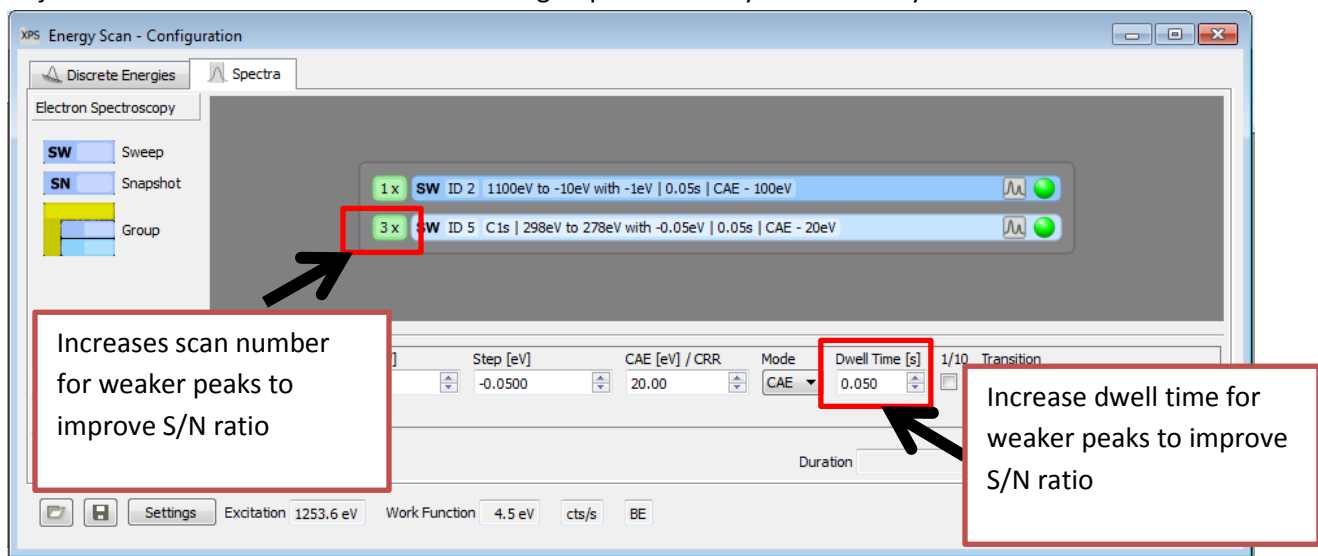 XPS Energy Scan - Configuration
Discrete Energies Spectra
Electron Spectroscopy
SW Sweep
SN Snapshot
Group
1 x SW ID 2 1100eV to -10eV with -1eV | 0.05s | CAE - 100eV
3 x SW ID 5 C1s | 298eV to 278eV with -0.05eV | 0.05s | CAE - 20eV
Increases scan number
for weaker peaks to
improve S/N ratio
Step [eV] CAE [eV] / CRR Mode Dwell Time [s] 1/10 Transition
-0.0500 20.00 CAE 0.050
Increase dwell time for
weaker peaks to improve
S/N ratio
Duration
Settings Excitation 1253.6 eV Work Function 4.5 eV cts/s BE